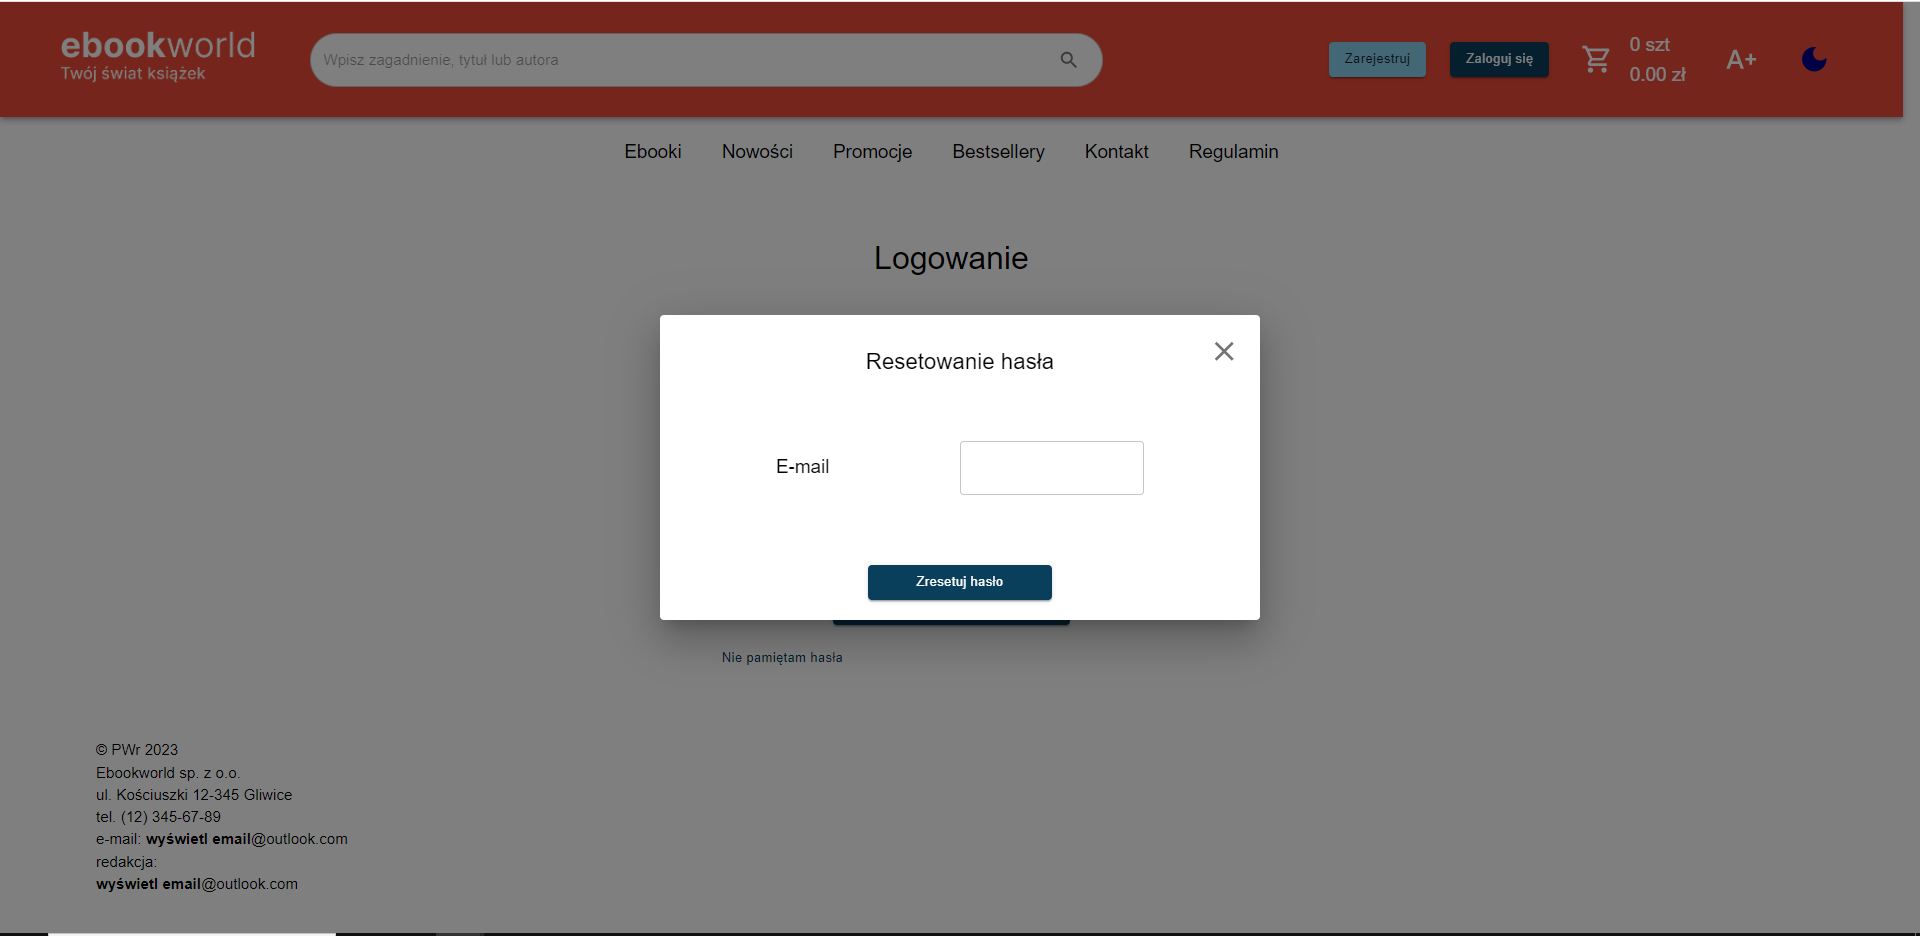 ebookworld
Twój świat książek
Wpisz zagadnienie, tytuł lub autora
Zarejestruj
Zaloguj się
0 szt
0.00 zł
A+
Ebooki
Nowości
Promocje
Bestsellery
Kontakt
Regulamin
Logowanie
Resetowanie hasła
E-mail
Zresetuj hasło
Nie pamiętam hasła
© PWr 2023
Ebookworld sp. z o.o.
ul. Kościuszki 12-345 Gliwice
tel. (12) 345-67-89
e-mail: wyświetl email@outlook.com
redakcja:
wyświetl email@outlook.com